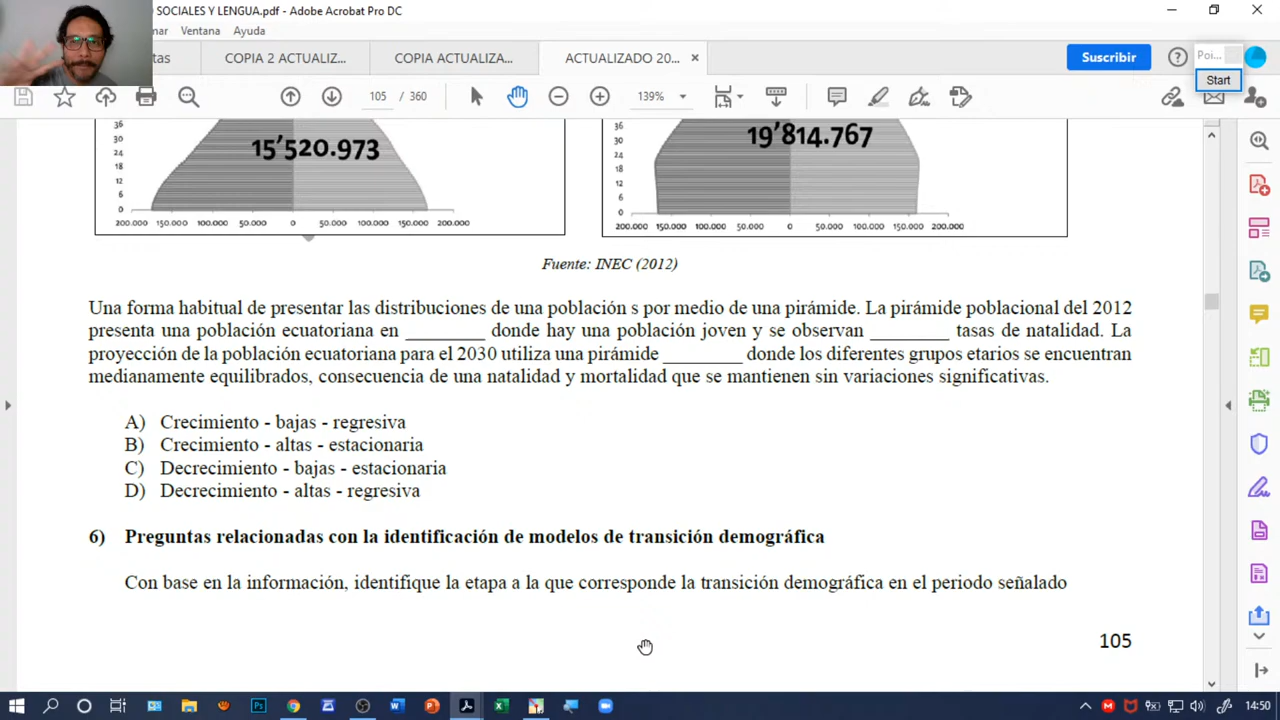 SOCIALES Y LENGUA.pdf - Adobe Acrobat Pro DC
Ventana Ayuda
COPIA 2 ACTUALIZ... COPIA ACTUALIZA... ACTUALIZADO 20... ×
Suscribir
Poi...
Start
105 / 360
139%
36
30
24
18
12
6
0
15’520.973
200.000 150.000 100.000 50.000 0 50.000 100.000 150.000 200.000
36
30
24
18
12
6
0
19’814.767
200.000 150.000 100.000 50.000 0 50.000 100.000 150.000 200.000
Fuente: INEC (2012)
Una forma habitual de presentar las distribuciones de una población s por medio de una pirámide. La pirámide poblacional del 2012
presenta una población ecuatoriana en ________ donde hay una población joven y se observan ________ tasas de natalidad. La
proyección de la población ecuatoriana para el 2030 utiliza una pirámide ________ donde los diferentes grupos etarios se encuentran
medianamente equilibrados, consecuencia de una natalidad y mortalidad que se mantienen sin variaciones significativas.
A) Crecimiento - bajas - regresiva
B) Crecimiento - altas - estacionaria
C) Decrecimiento - bajas - estacionaria
D) Decrecimiento - altas - regresiva
6) Preguntas relacionadas con la identificación de modelos de transición demográfica
Con base en la información, identifique la etapa a la que corresponde la transición demográfica en el periodo señalado
105
14:50